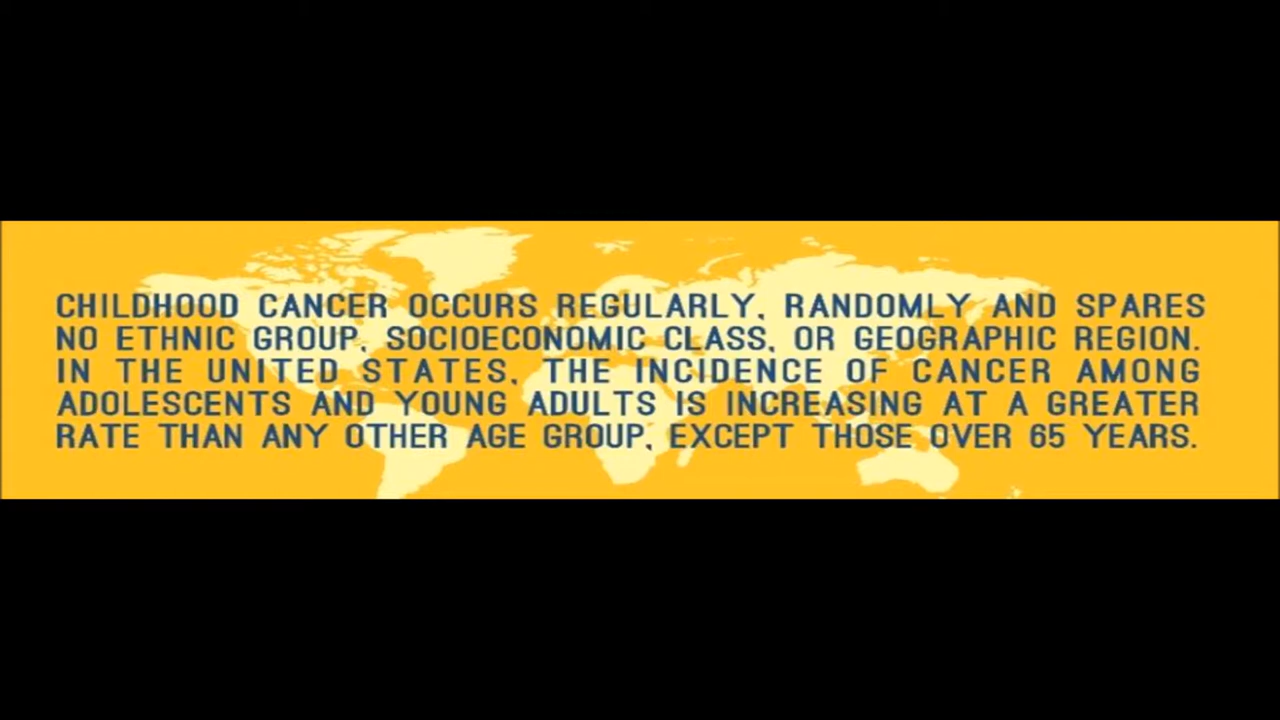 CHILDHOOD CANCER OCCURS REGULARLY, RANDOMLY AND SPARES
NO ETHNIC GROUP, SOCIOECONOMIC CLASS, OR GEOGRAPHIC REGION.
IN THE UNITED STATES, THE INCIDENCE OF CANCER AMONG
ADOLESCENTS AND YOUNG ADULTS IS INCREASING AT A GREATER
RATE THAN ANY OTHER AGE GROUP, EXCEPT THOSE OVER 65 YEARS.